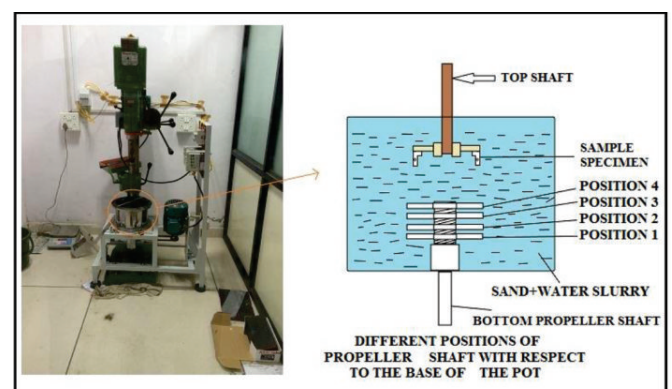 TOP SHAFT
SAMPLE
SPECIMEN
POSITION 4
POSITION 3
POSITION 2
POSITION 1
SAND+WATER SLURRY
BOTTOM PROPELLER SHAFT
DIFFERENT POSITIONS OF
PROPELLER SHAFT WITH RESPECT
TO THE BASE OF THE POT